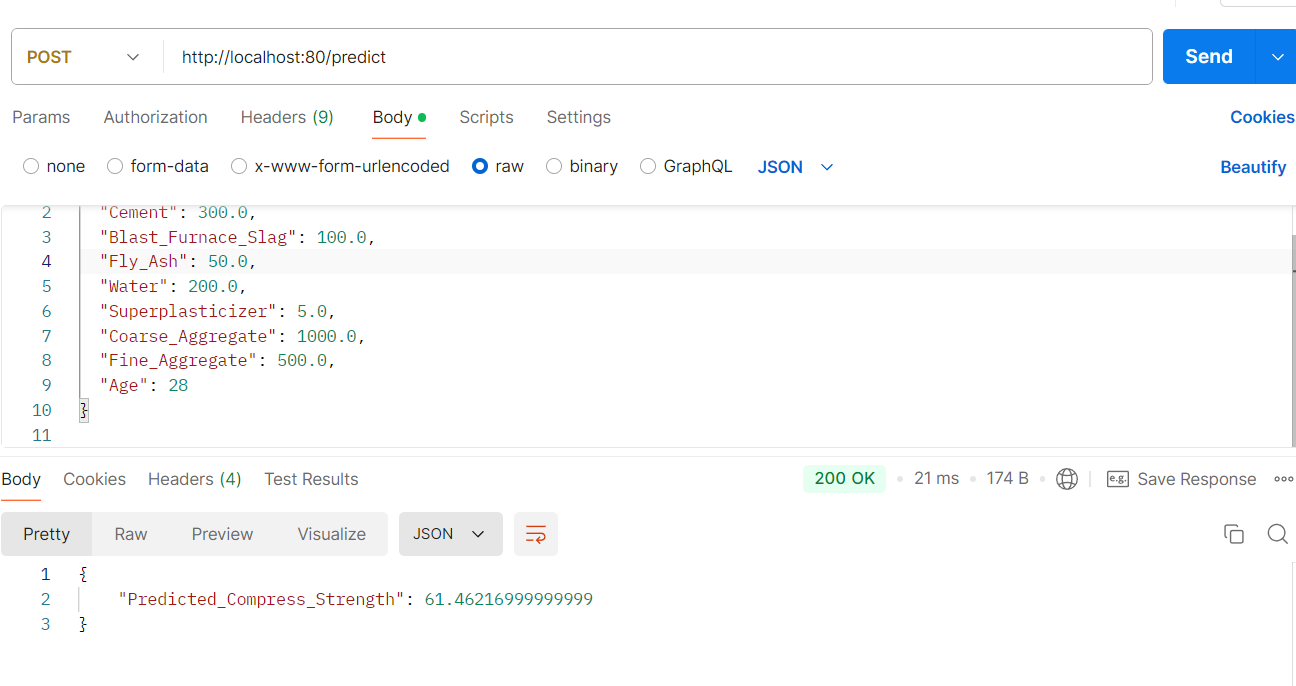 POST http://localhost:80/predict Send
Params Authorization Headers (9) Body Scripts Settings Cookies
none form-data x-www-form-urlencoded raw binary GraphQL JSON Beautify
2 "Cement": 300.0,
3 "Blast_Furnace_Slag": 100.0,
4 "Fly_Ash": 50.0,
5 "Water": 200.0,
6 "Superplasticizer": 5.0,
7 "Coarse_Aggregate": 1000.0,
8 "Fine_Aggregate": 500.0,
9 "Age": 28
10 }
11
Body Cookies Headers (4) Test Results 200 OK 21 ms 174 B e.g. Save Response
Pretty Raw Preview Visualize JSON
1 {
2 "Predicted_Compress_Strength": 61.46216999999999
3 }